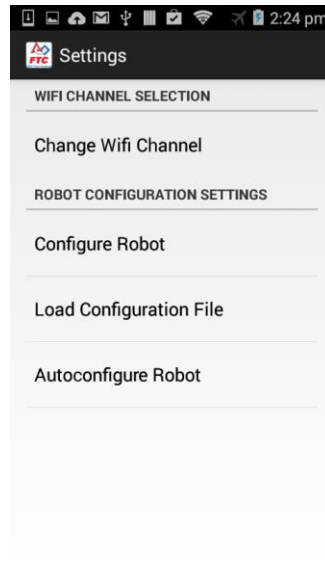 2:24 pm
FTC
Settings
WIFI CHANNEL SELECTION
Change Wifi Channel
ROBOT CONFIGURATION SETTINGS
Configure Robot
Load Configuration File
Autoconfigure Robot